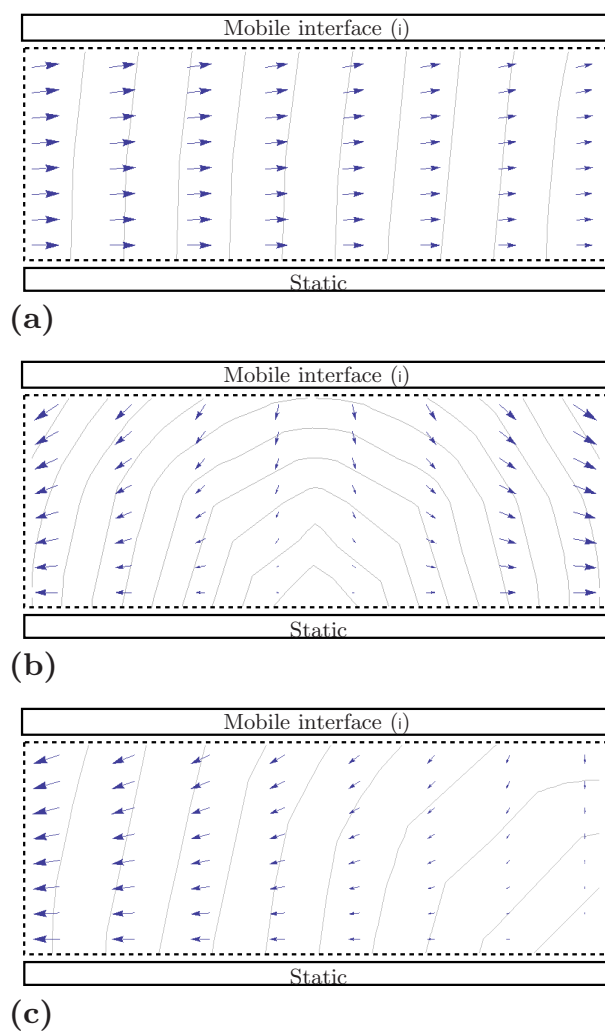 Mobile interface (i)
Static
(a)
Mobile interface (i)
Static
(b)
Mobile interface (i)
Static
(c)